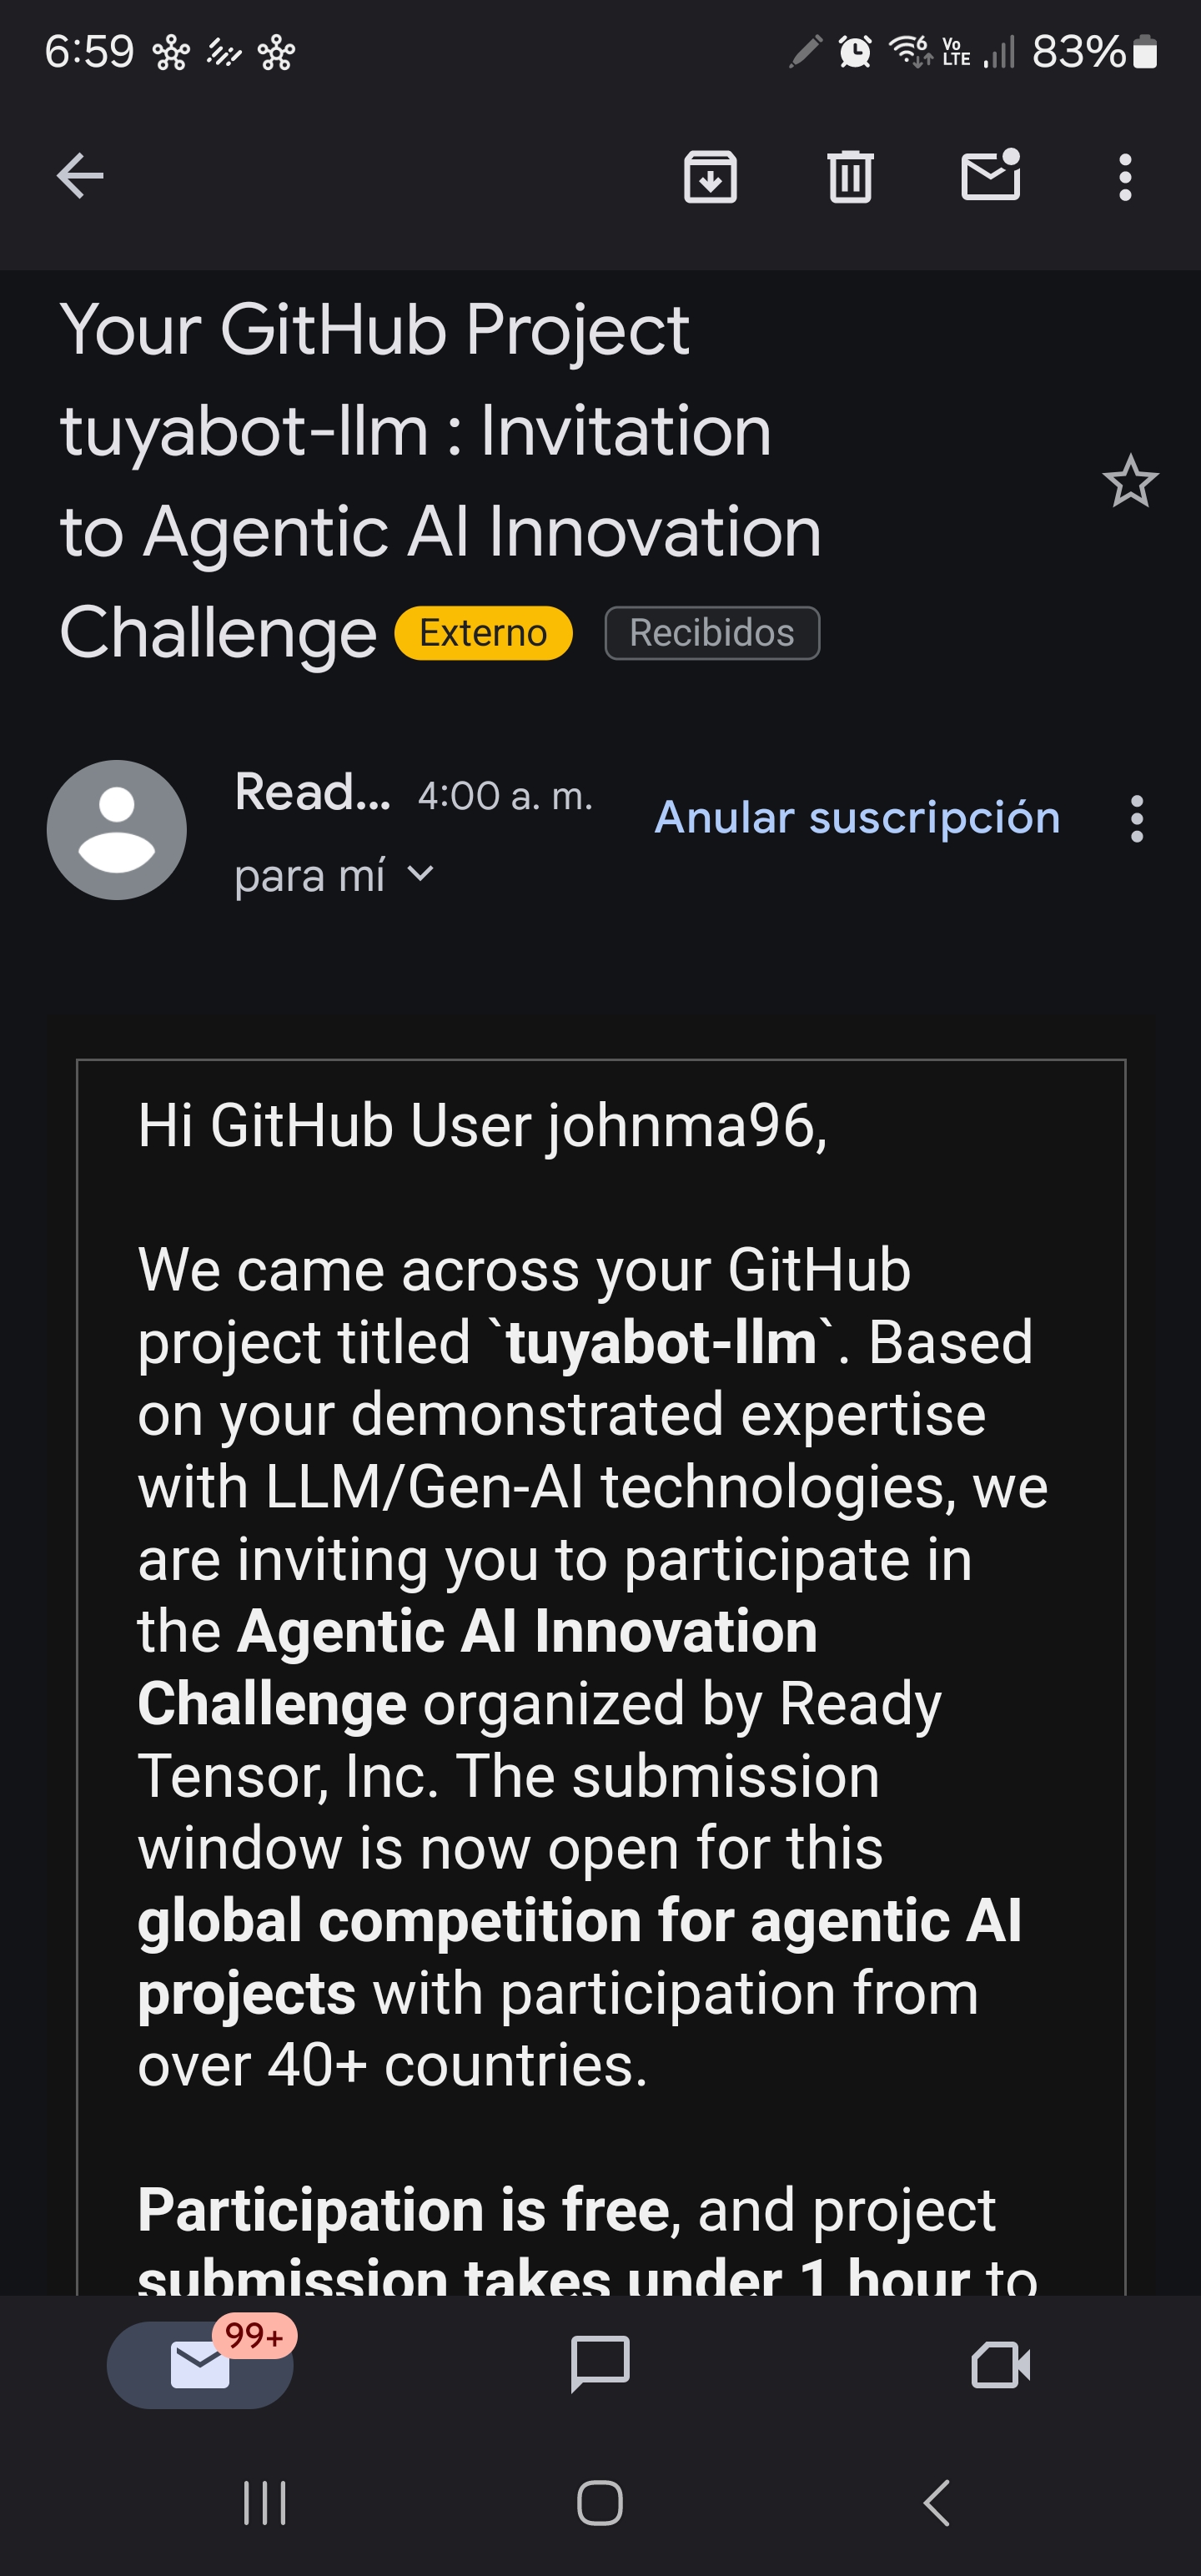 6:59
6
Vo
LTE
83%
Your GitHub Project
tuyabot-llm : Invitation
to Agentic AI Innovation
Challenge Externo Recibidos
Read... 4:00 a. m.
Anular suscripción
para mí
Hi GitHub User johnma96,
We came across your GitHub
project titled `tuyabot-llm`. Based
on your demonstrated expertise
with LLM/Gen-AI technologies, we
are inviting you to participate in
the Agentic AI Innovation
Challenge organized by Ready
Tensor, Inc. The submission
window is now open for this
global competition for agentic AI
projects with participation from
over 40+ countries.
Participation is free, and project
submission takes under 1 hour to
99+